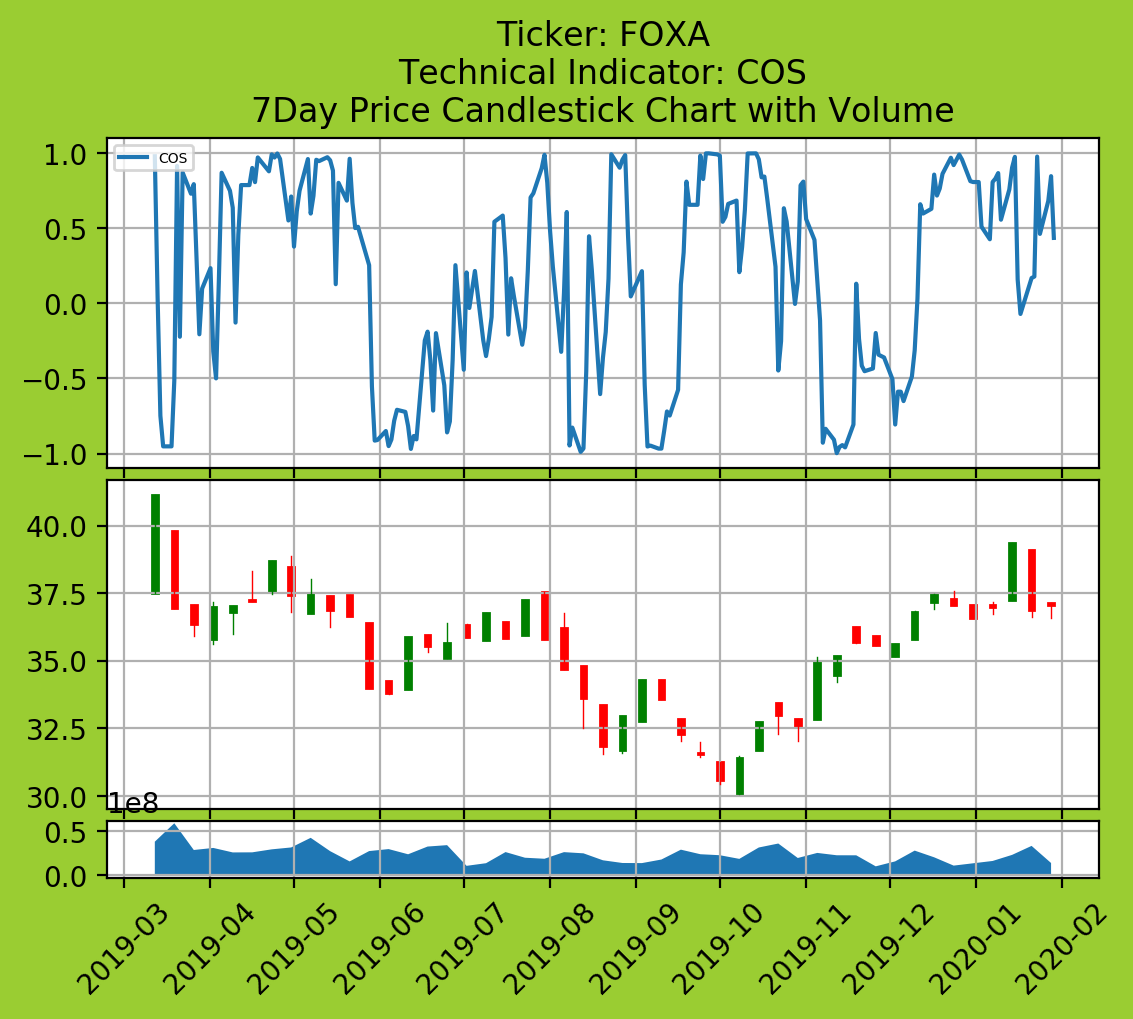 Ticker: FOXA
Technical Indicator: COS
7Day Price Candlestick Chart with Volume
COS
1.0
0.5
0.0
−0.5
−1.0
40.0
37.5
35.0
32.5
30.0
1e8
0.5
0.0
2019-03 2019-04 2019-05 2019-06 2019-07 2019-08 2019-09 2019-10 2019-11 2019-12 2020-01 2020-02